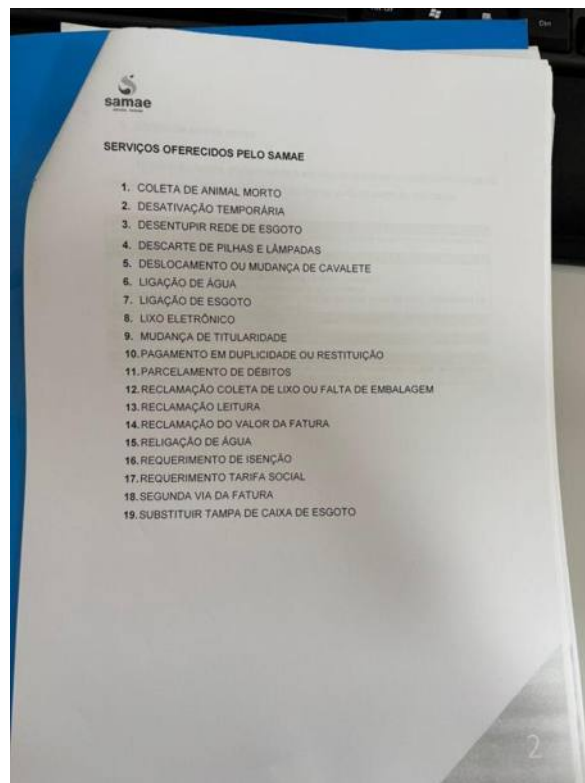 samae
SERVIÇOS OFERECIDOS PELO SAMAE
1. COLETA DE ANIMAL MORTO
2. DESATIVAÇÃO TEMPORÁRIA
3. DESENTUPIR REDE DE ESGOTO
4. DESCARTE DE PILHAS E LÂMPADAS
5. DESLOCAMENTO OU MUDANÇA DE CAVALETE
6. LIGAÇÃO DE ÁGUA
7. LIGAÇÃO DE ESGOTO
8. LIXO ELETRÔNICO
9. MUDANÇA DE TITULARIDADE
10. PAGAMENTO EM DUPLICIDADE OU RESTITUIÇÃO
11. PARCELAMENTO DE DÉBITOS
12. RECLAMAÇÃO COLETA DE LIXO OU FALTA DE EMBALAGEM
13. RECLAMAÇÃO LEITURA
14. RECLAMAÇÃO DO VALOR DA FATURA
15. RELIGAÇÃO DE ÁGUA
16. REQUERIMENTO DE ISENÇÃO
17. REQUERIMENTO TARIFA SOCIAL
18. SEGUNDA VIA DA FATURA
19. SUBSTITUIR TAMPA DE CAIXA DE ESGOTO
2